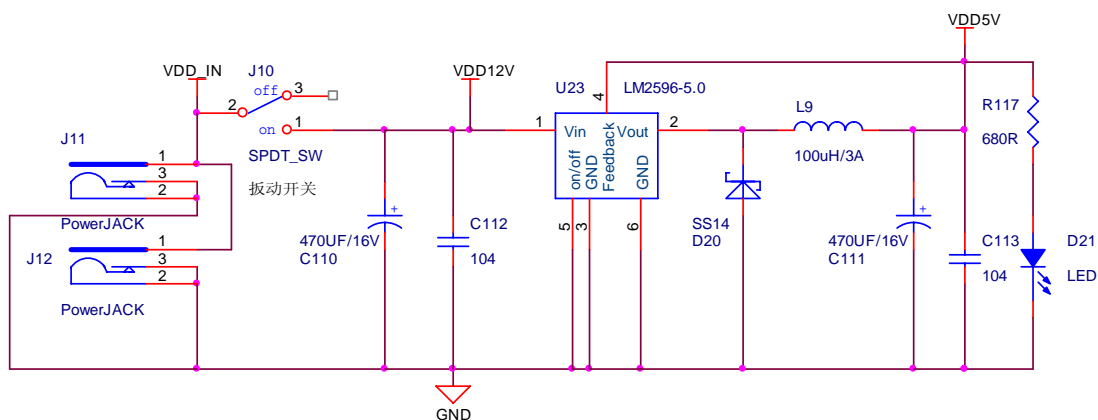 VDD5V
VDD_IN
J10
VDD12V
off
3
2
on
1
SPDT_SW
扳动开关
J11
1
3
2
PowerJACK
J12
1
3
2
PowerJACK
+
470UF/16V
C110
C112
104
GND
U23
LM2596-5.0
4
1
Vin
Vout
2
on/off
GND
Feedback
GND
5
3
6
SS14
D20
L9
100uH/3A
+
470UF/16V
C111
C113
104
R117
680R
D21
LED